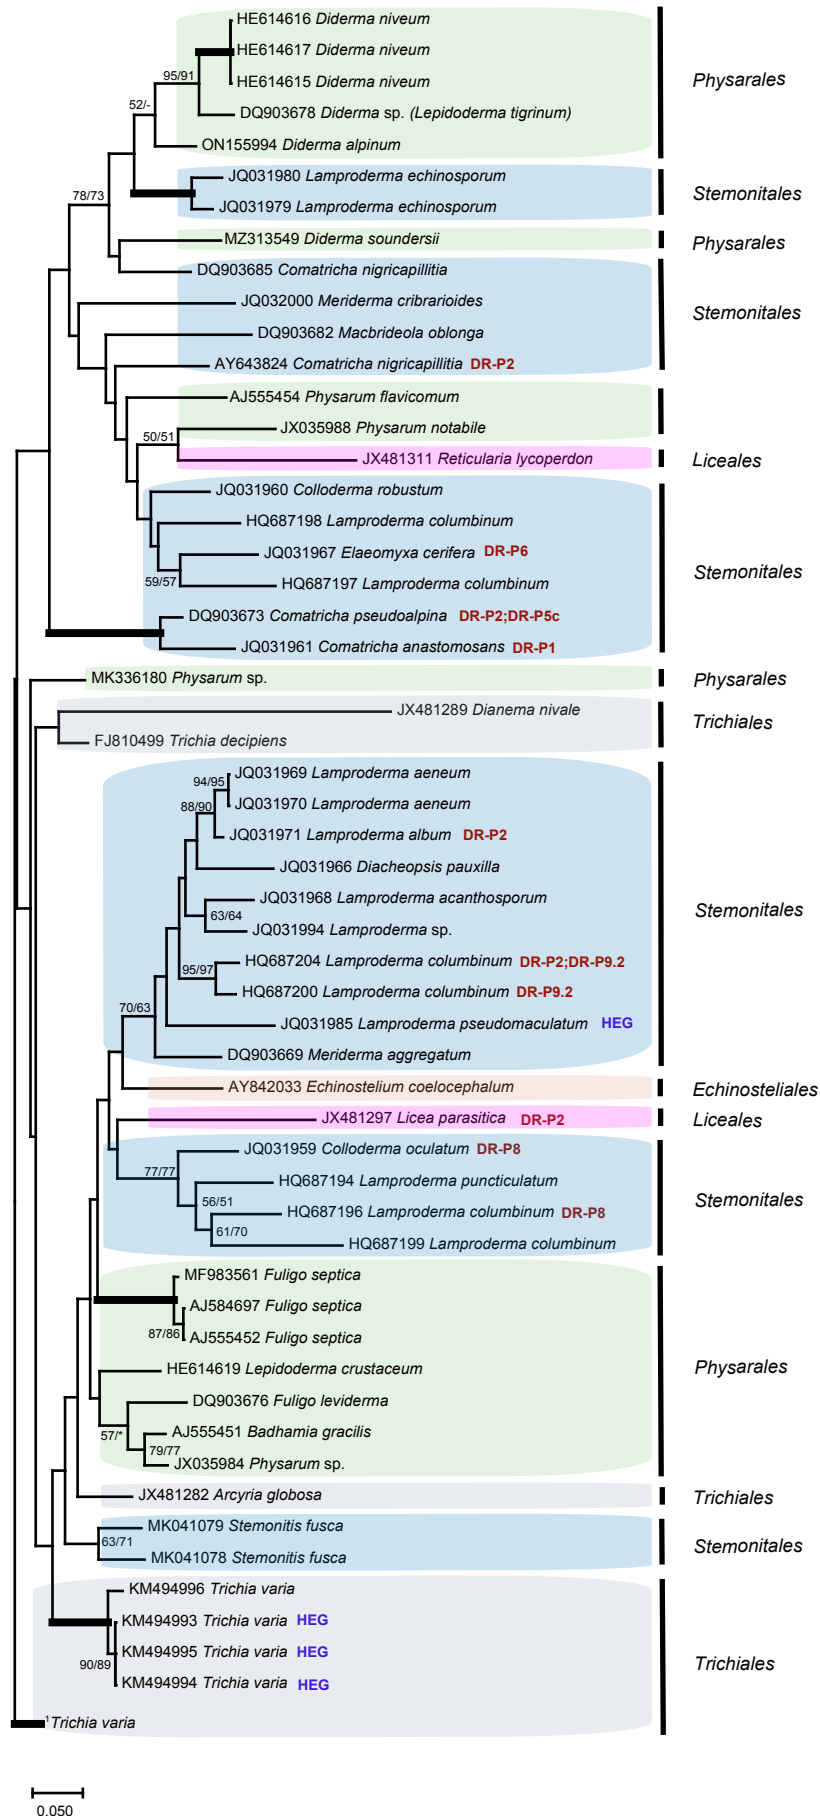 HE614616 Diderma niveum
HE614617 Diderma niveum
95/91
HE614615 Diderma niveum
Physarales
52/-
DQ903678 Diderma sp. (Lepidoderma tigrinum)
ON155994 Diderma alpinum
JQ031980 Lamproderma echinosporum
78/73
Stemonitales
JQ031979 Lamproderma echinosporum
MZ313549 Diderma soundersii
Physarales
DQ903685 Comatricha nigricapillitia
JQ032000 Meriderma cribrarioides
Stemonitales
DQ903682 Macbrideola oblonga
AY643824 Comatricha nigricapillitia DR-P2
AJ555454 Physarum flavicomum
JX035988 Physarum notabile
50/51
JX481311 Reticularia lycoperdon
Liceales
JQ031960 Colloderma robustum
HQ687198 Lamproderma columbinum
JQ031967 Elaeomyxa cerifera DR-P6
Stemonitales
59/57
HQ687197 Lamproderma columbinum
DQ903673 Comatricha pseudoalpina DR-P2;DR-P5c
JQ031961 Comatricha anastomosans DR-P1
MK336180 Physarum sp.
Physarales
JX481289 Dianema nivale
Trichiales
FJ810499 Trichia decipiens
JQ031969 Lamproderma aeneum
94/95
JQ031970 Lamproderma aeneum
88/90
JQ031971 Lamproderma album DR-P2
JQ031966 Diacheopsis pauxilla
JQ031968 Lamproderma acanthosporum
Stemonitales
63/64
JQ031994 Lamproderma sp.
HQ687204 Lamproderma columbinum DR-P2;DR-P9.2
95/97
HQ687200 Lamproderma columbinum DR-P9.2
70/63
JQ031985 Lamproderma pseudomaculatum HEG
DQ903669 Meriderma aggregatum
AY842033 Echinostelium coelocephalum
Echinosteliales
JX481297 Licea parasitica DR-P2
Liceales
JQ031959 Colloderma oculatum DR-P8
77/77
HQ687194 Lamproderma puncticulatum
56/51
Stemonitales
HQ687196 Lamproderma columbinum DR-P8
61/70
HQ687199 Lamproderma columbinum
MF983561 Fuligo septica
AJ584697 Fuligo septica
87/86
AJ555452 Fuligo septica
HE614619 Lepidoderma crustaceum
Physarales
DQ903676 Fuligo leviderma
57/*
AJ555451 Badhamia gracilis
79/77
JX035984 Physarum sp.
JX481282 Arcyria globosa
Trichiales
MK041079 Stemonitis fusca
63/71
Stemonitales
MK041078 Stemonitis fusca
KM494996 Trichia varia
KM494993 Trichia varia HEG
KM494995 Trichia varia HEG
90/89
Trichiales
KM494994 Trichia varia HEG
1Trichia varia
0.050